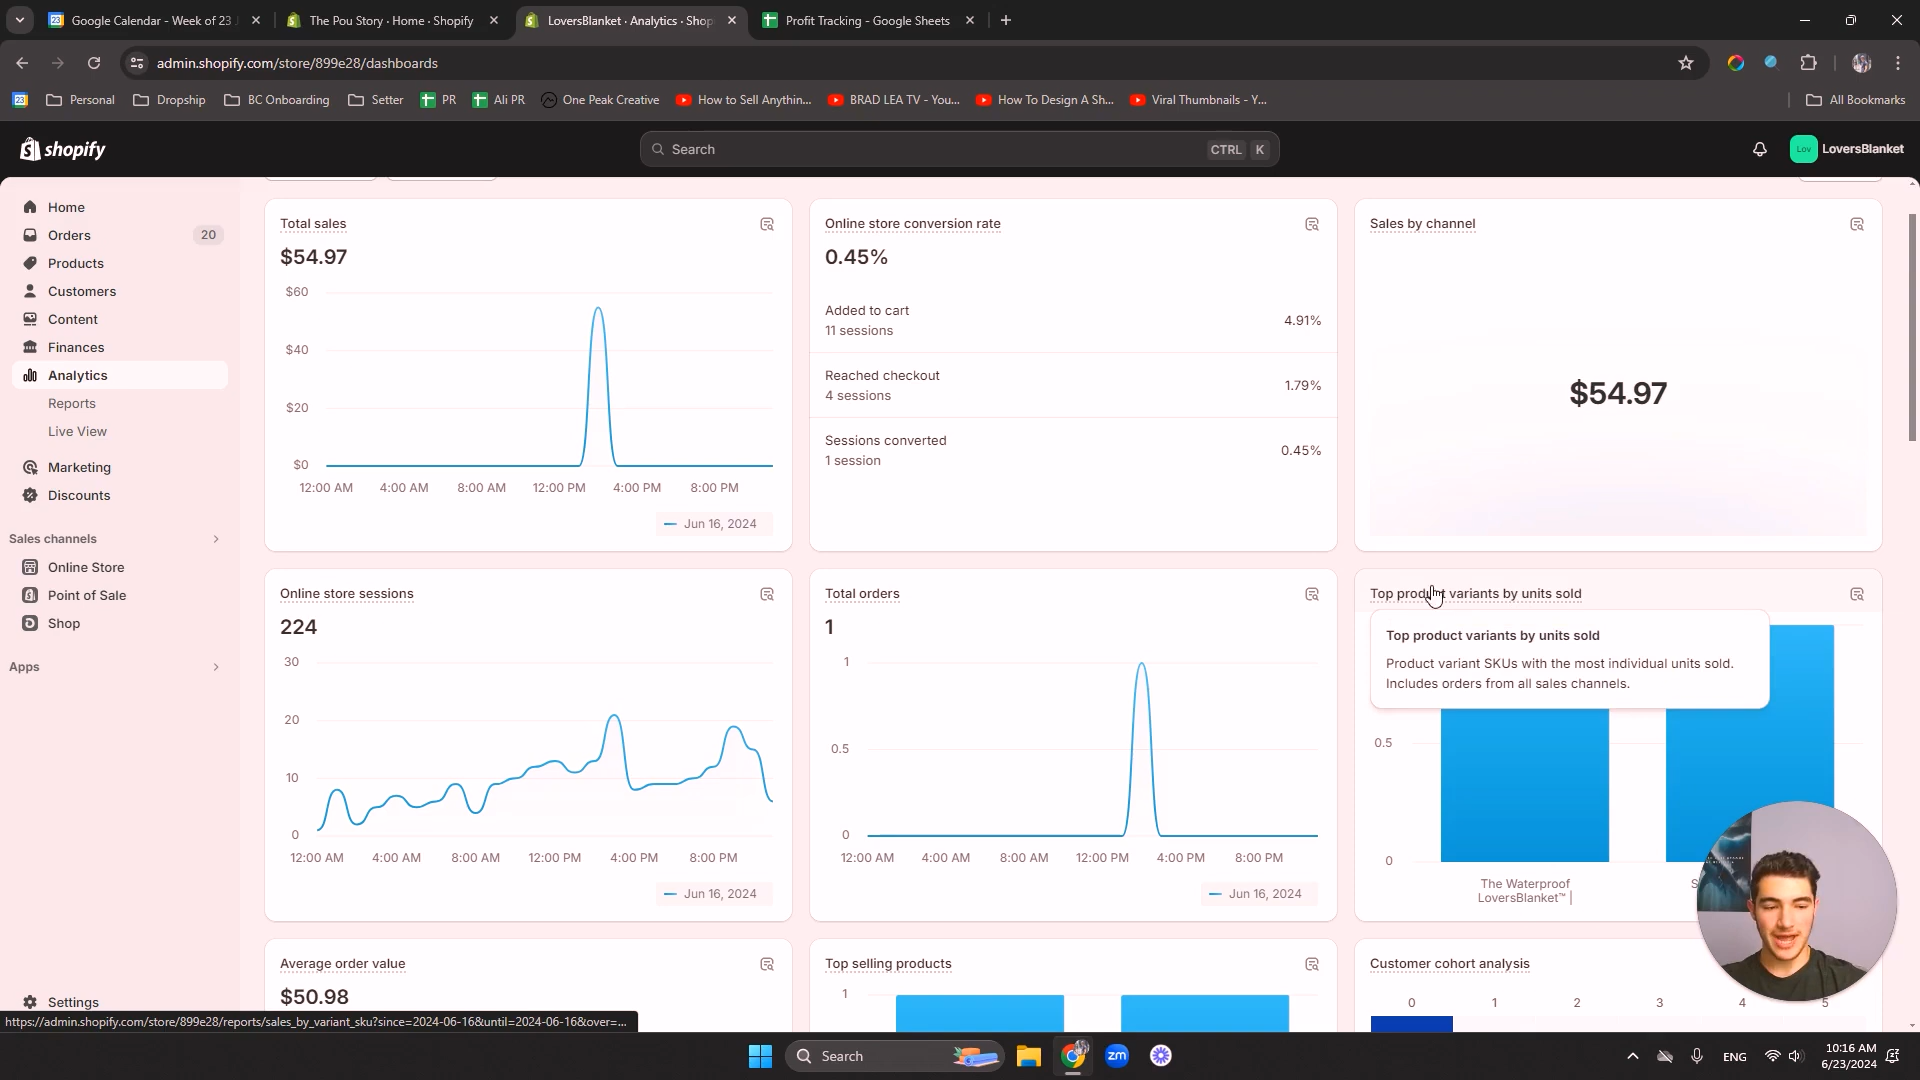 Google Calendar - Week of 23 J
The Pou Story · Home · Shopify
LoversBlanket · Analytics · Shop
Profit Tracking - Google Sheets
admin.shopify.com/store/899e28/dashboards
23
Personal
Dropship
BC Onboarding
Setter
PR
Ali PR
One Peak Creative
How to Sell Anythin...
BRAD LEA TV - You...
How To Design A Sh...
Viral Thumbnails - Y...
All Bookmarks
shopify
Search
CTRL K
Lov
LoversBlanket
Home
Orders
20
Products
Customers
Content
Finances
Analytics
Reports
Live View
Marketing
Discounts
Sales channels
Online Store
Point of Sale
Shop
Apps
Settings
Total sales
$54.97
$60
$40
$20
$0
12:00 AM 4:00 AM 8:00 AM 12:00 PM 4:00 PM 8:00 PM
Jun 16, 2024
Online store conversion rate
0.45%
Added to cart
11 sessions
4.91%
Reached checkout
4 sessions
1.79%
Sessions converted
1 session
0.45%
Sales by channel
$54.97
Online store sessions
224
30
20
10
0
12:00 AM 4:00 AM 8:00 AM 12:00 PM 4:00 PM 8:00 PM
Jun 16, 2024
Total orders
1
1
0.5
0
12:00 AM 4:00 AM 8:00 AM 12:00 PM 4:00 PM 8:00 PM
Jun 16, 2024
Top product variants by units sold
Top product variants by units sold
Product variant SKUs with the most individual units sold.
Includes orders from all sales channels.
0.5
0
The Waterproof
LoversBlanket™ |
Average order value
$50.98
Top selling products
1
Customer cohort analysis
0 1 2 3 4 5
https://admin.shopify.com/store/899e28/reports/sales_by_variant_sku?since=2024-06-16&until=2024-06-16&over=...
Search
zm
ENG
10:16 AM
6/23/2024